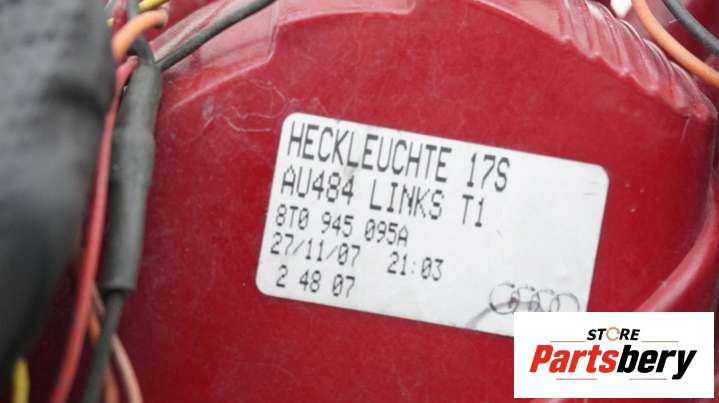 HECKLEUCHTE 17S
AU484 LINKS T1
8T0 945 095A
27/11/07 21:03
2 48 07
STORE
Partsbery